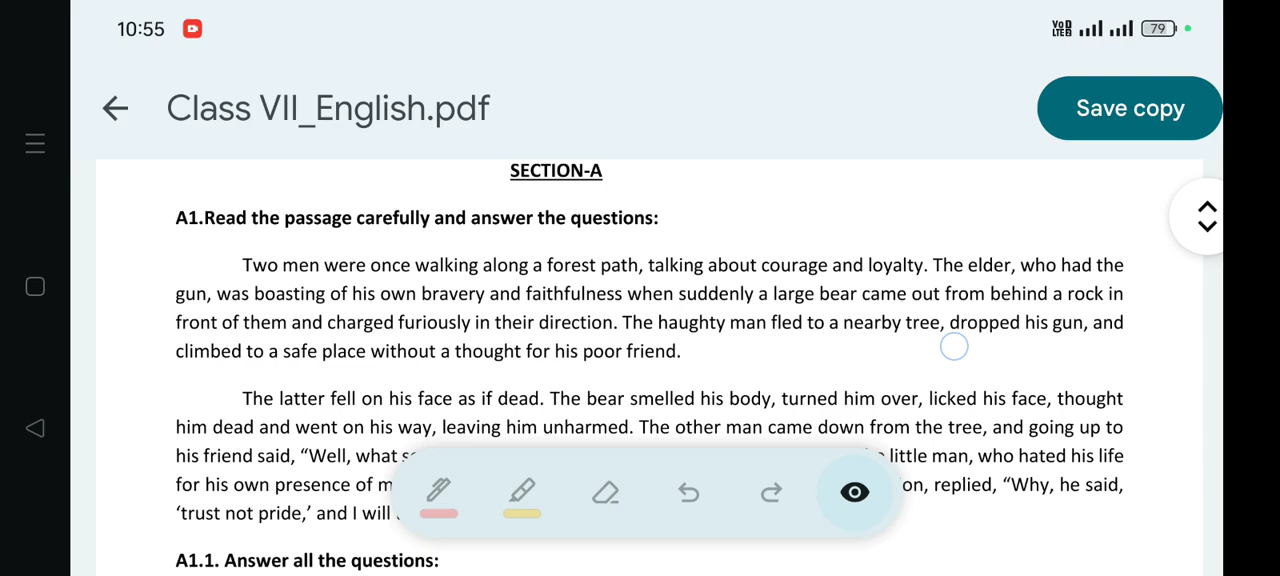 10:55
Vo) LTE2 79
Class VII_English.pdf
Save copy
SECTION-A
A1.Read the passage carefully and answer the questions:
Two men were once walking along a forest path, talking about courage and loyalty. The elder, who had the
gun, was boasting of his own bravery and faithfulness when suddenly a large bear came out from behind a rock in
front of them and charged furiously in their direction. The haughty man fled to a nearby tree, dropped his gun, and
climbed to a safe place without a thought for his poor friend.
The latter fell on his face as if dead. The bear smelled his body, turned him over, licked his face, thought
him dead and went on his way, leaving him unharmed. The other man came down from the tree, and going up to
his friend said, “Well, what little man, who hated his life
for his own presence of replied, “Why, he said,
‘trust not pride,’ and I will
A1.1. Answer all the questions: